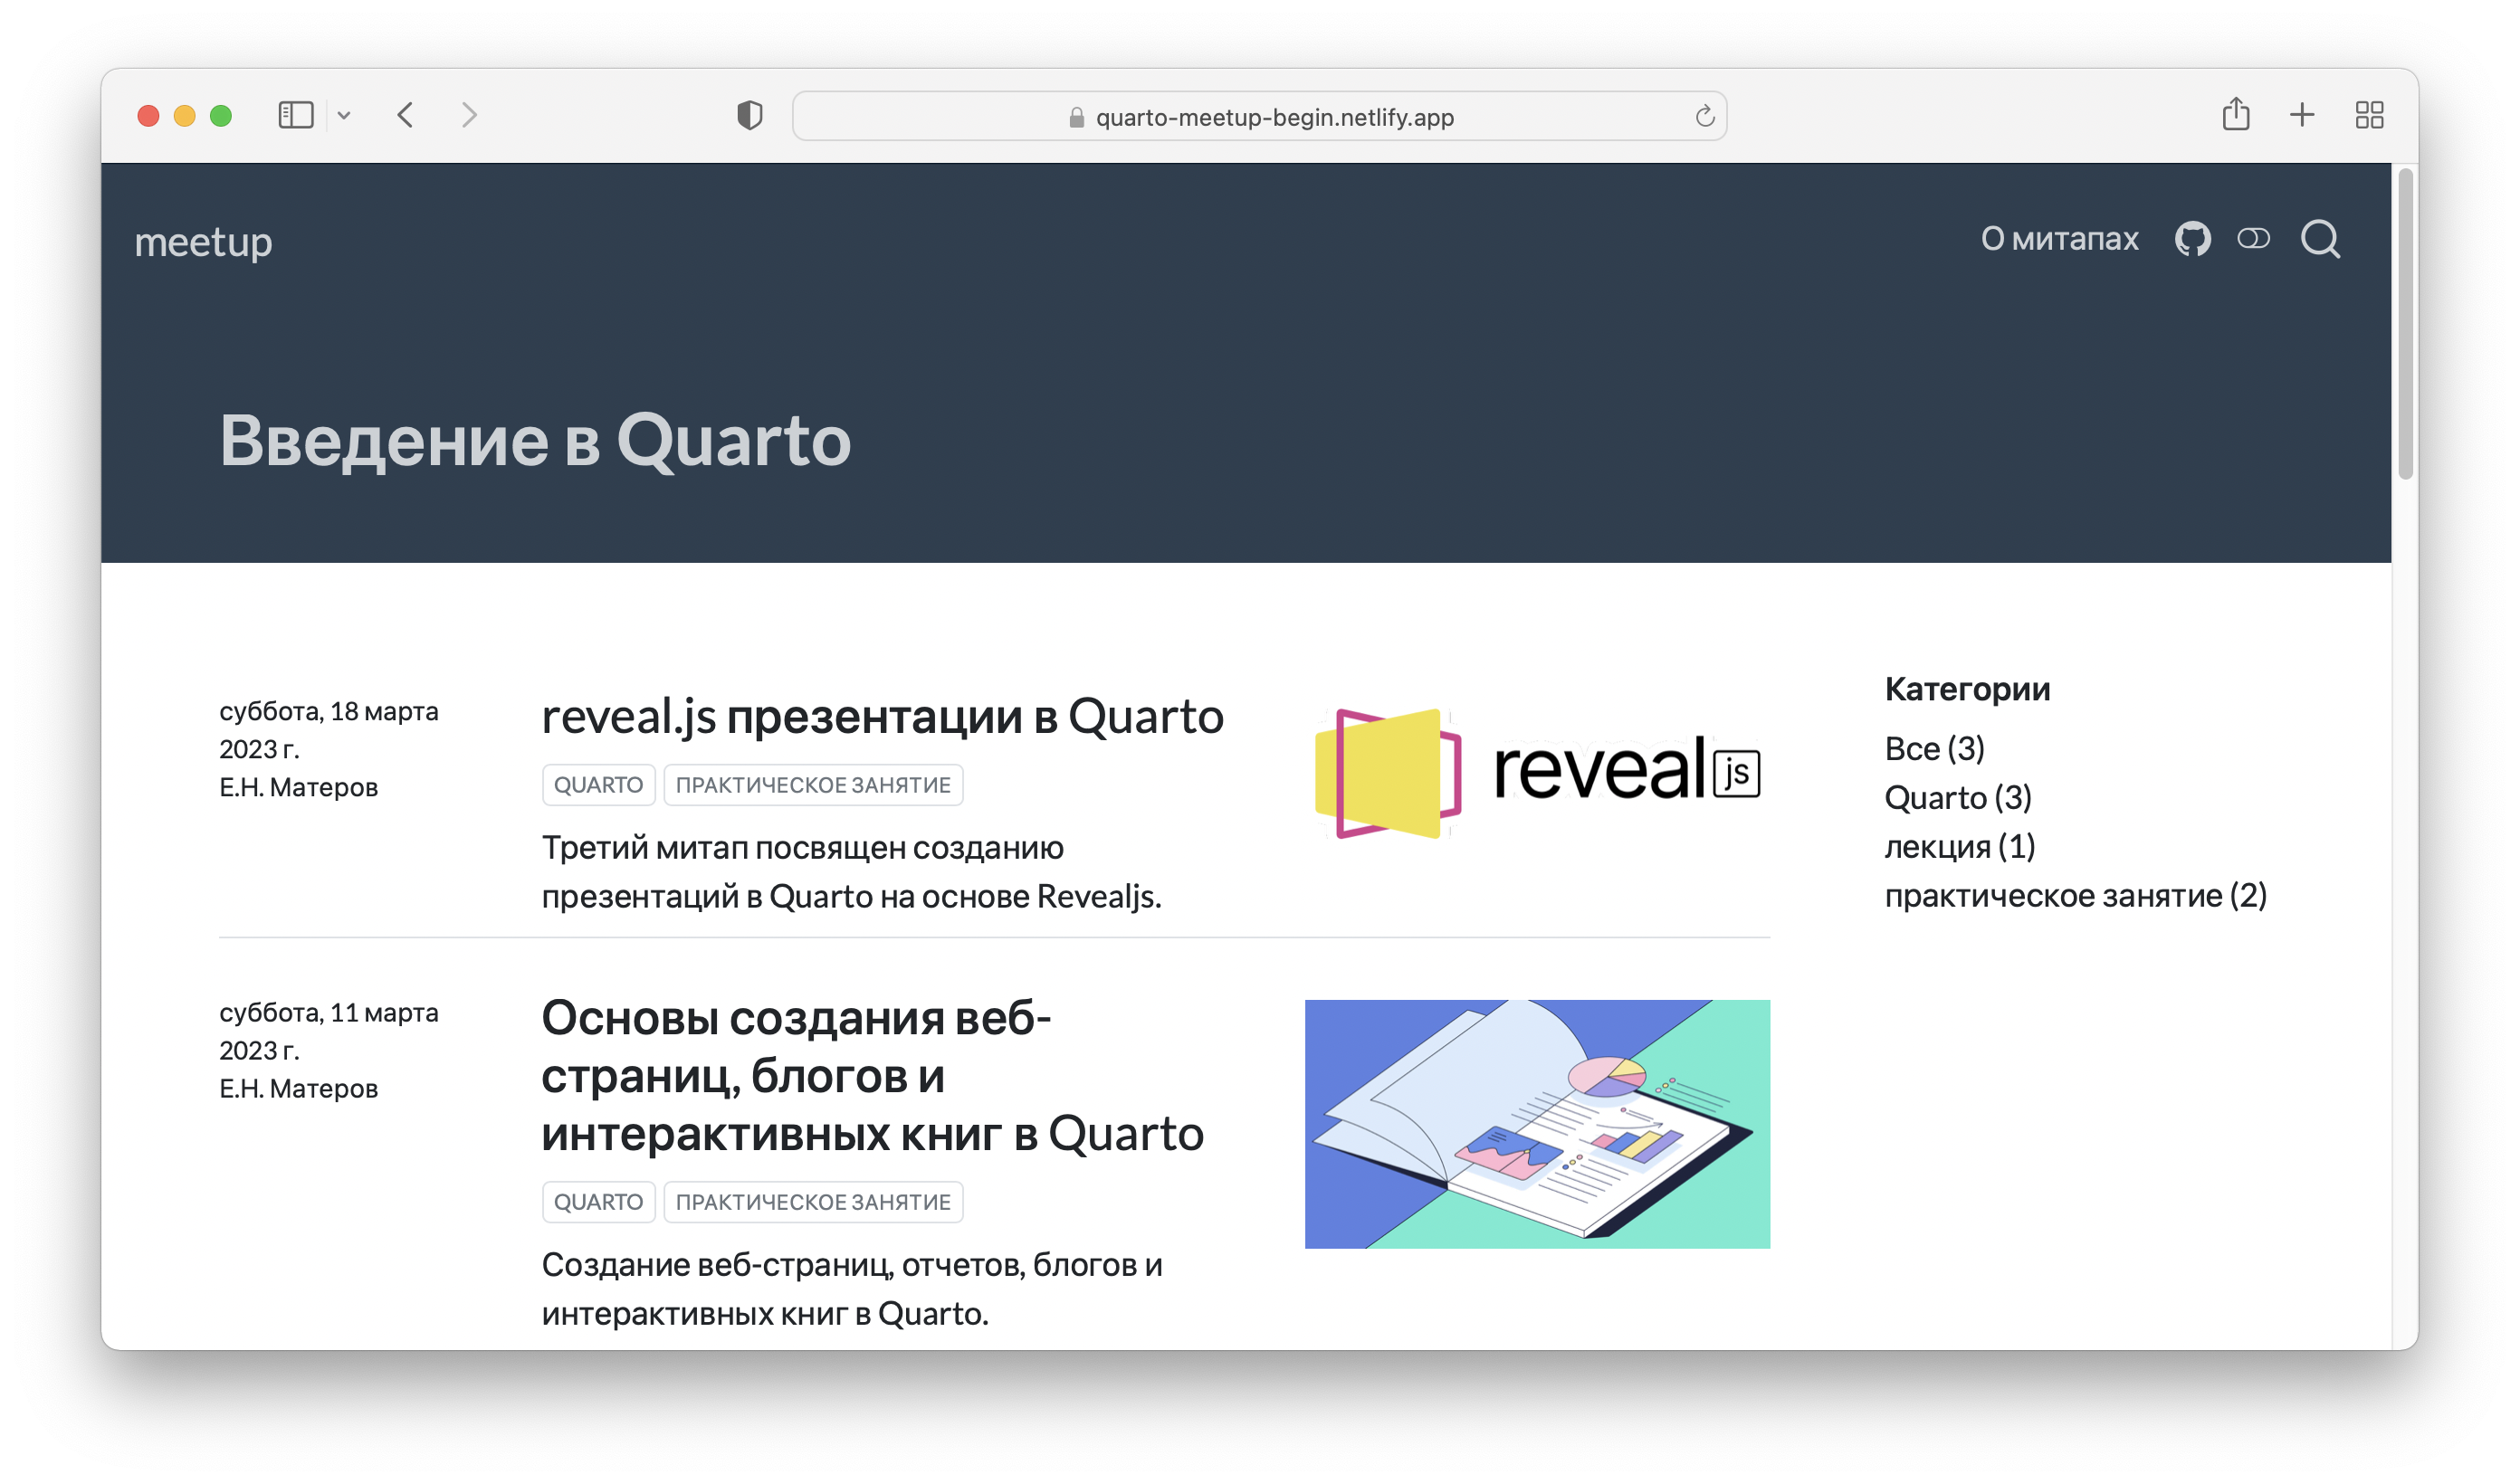 quarto-meetup-begin.netlify.app
meetup
О митапах
Введение в Quarto
суббота, 18 марта
2023 г.
Е.Н. Матеров
reveal.js презентации в Quarto
QUARTO ПРАКТИЧЕСКОЕ ЗАНЯТИЕ
Третий митап посвящен созданию
презентаций в Quarto на основе Revealjs.
reveal js
суббота, 11 марта
2023 г.
Е.Н. Матеров
Основы создания веб-
страниц, блогов и
интерактивных книг в Quarto
QUARTO ПРАКТИЧЕСКОЕ ЗАНЯТИЕ
Создание веб-страниц, отчетов, блогов и
интерактивных книг в Quarto.
Категории
Все (3)
Quarto (3)
лекция (1)
практическое занятие (2)